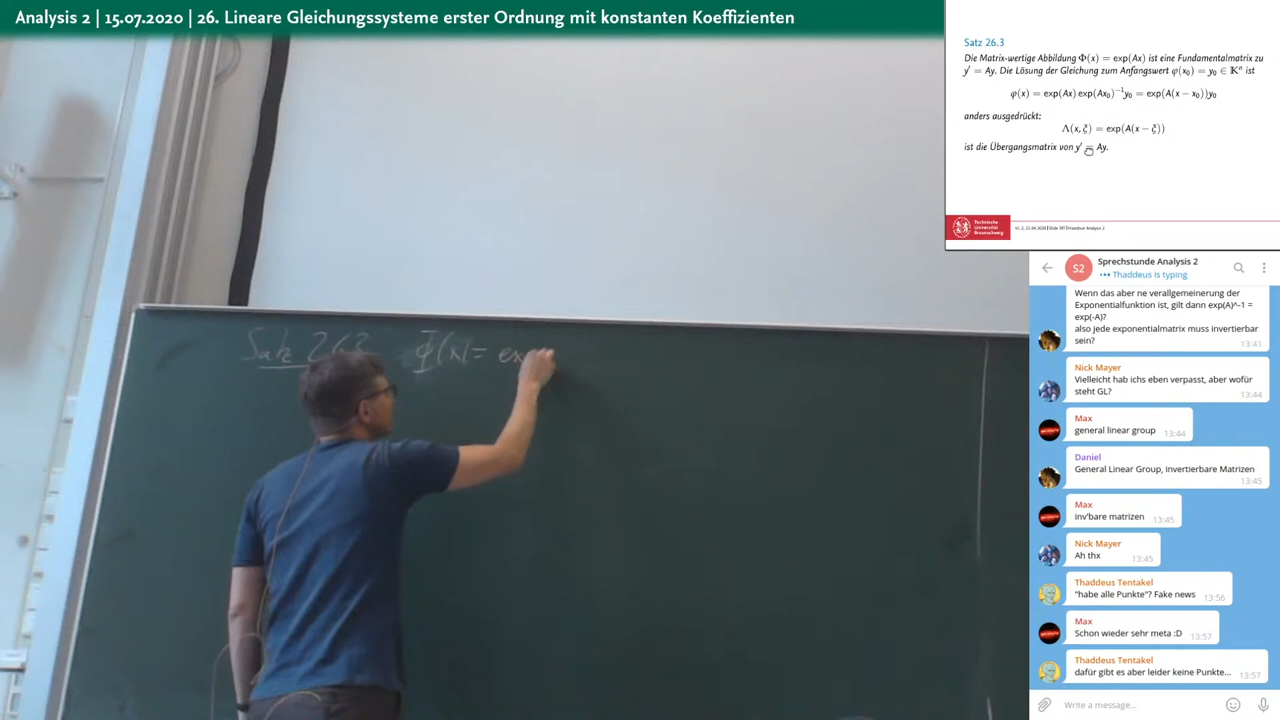 Analysis 2 | 15.07.2020 | 26. Lineare Gleichungssysteme erster Ordnung mit konstanten Koeffizienten
Satz 26.3
Die Matrix-wertige Abbildung Φ(x) = exp(Ax) ist eine Fundamentalmatrix zu
y′ = Ay. Die Lösung der Gleichung zum Anfangswert φ(x₀) = y₀ ∈ 𝕂ⁿ ist
φ(x) = exp(Ax) exp(Ax₀)⁻¹y₀ = exp(A(x − x₀))y₀
anders ausgedrückt:
Λ(x, ξ) = exp(A(x − ξ))
ist die Übergangsmatrix von y′ = Ay.
Technische
Universität
Braunschweig
Satz 26.3 Φ(x) = ex
S2
Sprechstunde Analysis 2
Thaddeus is typing
Wenn das aber ne verallgemeinerung der
Exponentialfunktion ist, gilt dann exp(A)^-1 =
exp(-A)?
also jede exponentialmatrix muss invertierbar
sein?
13:41
Nick Mayer
Vielleicht hab ichs eben verpasst, aber wofür
steht GL?
13:44
Max
general linear group 13:44
Daniel
General Linear Group, invertierbare Matrizen
13:45
Max
inv'bare matrizen 13:45
Nick Mayer
Ah thx 13:45
Thaddeus Tentakel
"habe alle Punkte"? Fake news 13:56
Max
Schon wieder sehr meta :D 13:57
Thaddeus Tentakel
dafür gibt es aber leider keine Punkte... 13:57
Write a message...